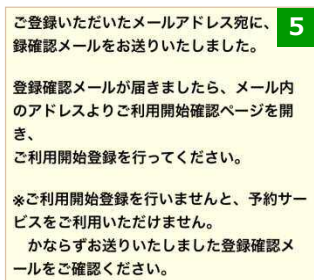 ご登録いただいたメールアドレス宛に、
5
録確認メールをお送りいたしました。
登録確認メールが届きましたら、メール内
のアドレスよりご利用開始確認ページを開
き、
ご利用開始登録を行ってください。
※ご利用開始登録を行いませんと、予約サー
ビスをご利用いただけません。
かならずお送りいたしました登録確認メ
ールをご確認ください。